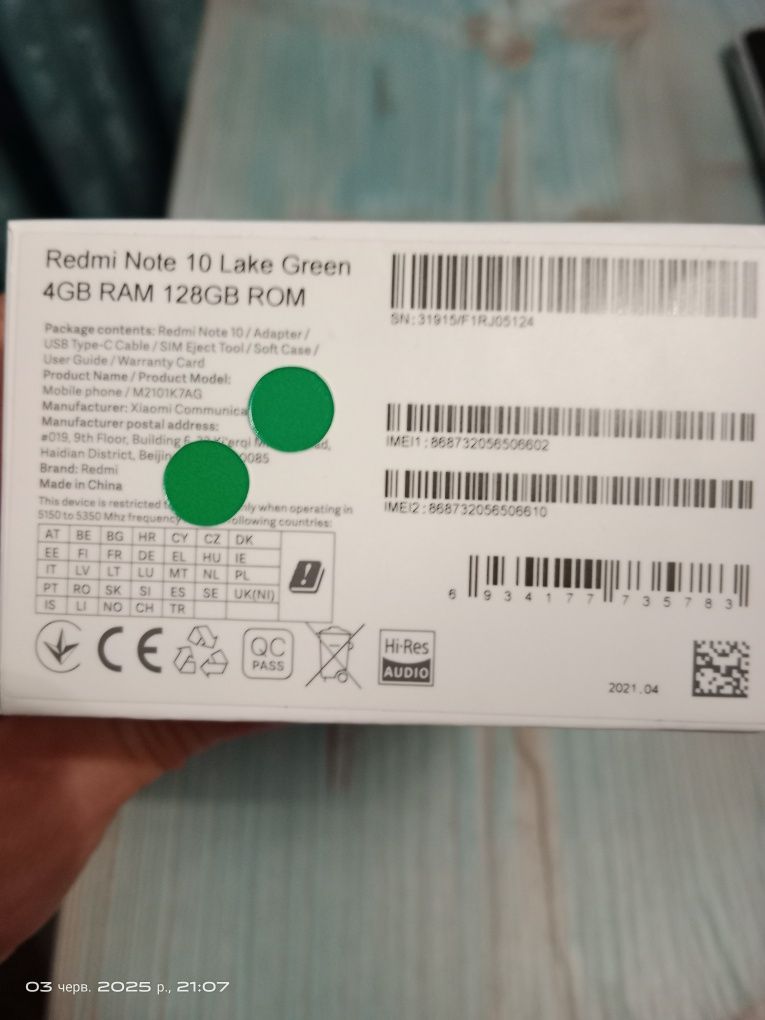 Redmi Note 10 Lake Green
4GB RAM 128GB ROM
Package contents: Redmi Note 10 / Adapter /
USB Type-C Cable / SIM Eject Tool / Soft Case /
User Guide / Warranty Card
Product Name / Product Model:
Mobile phone / M2101K7AG
Manufacturer: Xiaomi
Manufacturer postal address:
#019, 9th Floor, Building
Haidian District,
Brand: Redmi
Made in China
This device is restricted when operating in
5150 to 5350 Mhz frequency countries:
AT BE BG HR CY CZ DK
EE FI FR DE EL HU IE
IT LV LT LU MT NL PL
PT RO SK SI ES SE UK(NI)
IS LI NO CH TR
CE
QC
PASS
Hi-Res
AUDIO
SN: 31915/F1RJ05124
IMEI1: 868732056506602
IMEI2: 868732056506610
6 934177 735783
2021.04
03 черв. 2025 р., 21:07